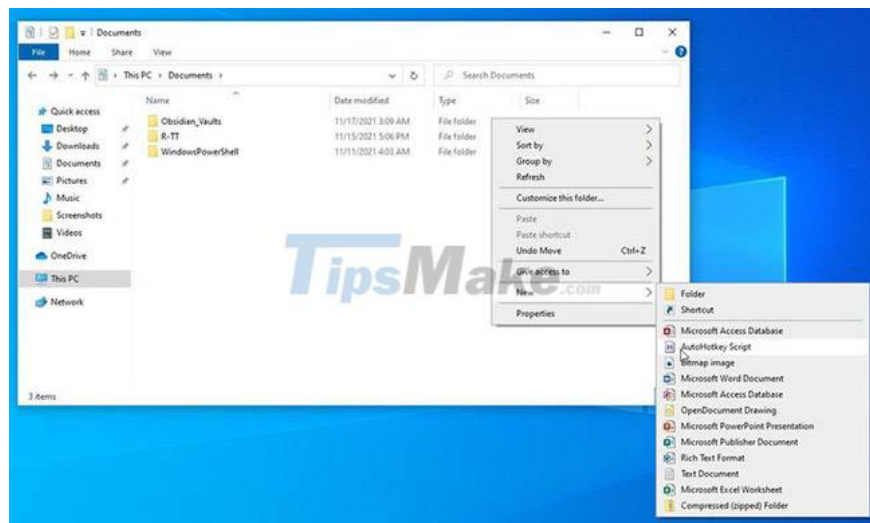 Documents
File Home Share View
This PC > Documents >
Search Documents
Name Date modified Type Size
Quick access
Desktop
Downloads
Documents
Pictures
Music
Screenshots
Videos
OneDrive
This PC
Network
Obsidian_Vaults 11/17/2021 3:09 AM File folder
R-TT 11/15/2021 5:06 PM File folder
WindowsPowerShell 11/11/2021 4:03 AM File folder
View
Sort by
Group by
Refresh
Customize this folder...
Paste
Paste shortcut
Undo Move Ctrl+Z
Give access to
New
Properties
TipsMake.com
Folder
Shortcut
Microsoft Access Database
AutoHotkey Script
Bitmap image
Microsoft Word Document
Microsoft Access Database
OpenDocument Drawing
Microsoft PowerPoint Presentation
Microsoft Publisher Document
Rich Text Format
Text Document
Microsoft Excel Worksheet
Compressed (zipped) Folder
3 items